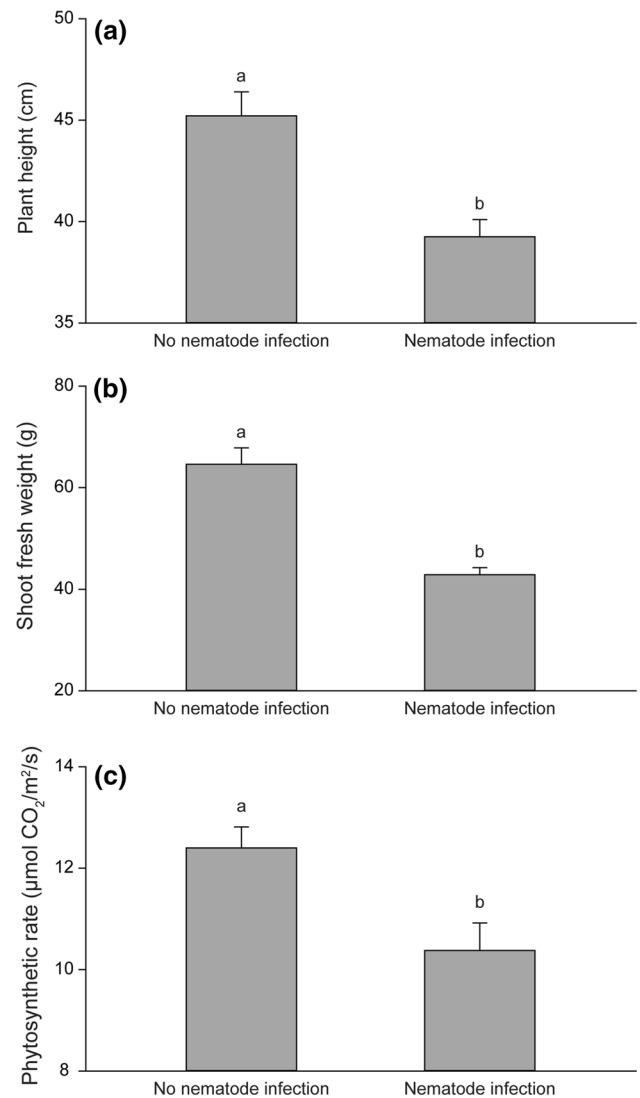 (a)
50
45
40
35
Plant height (cm)
a
b
No nematode infection
Nematode infection
(b)
80
60
40
20
Shoot fresh weight (g)
a
b
No nematode infection
Nematode infection
(c)
14
12
10
8
Phytosynthetic rate (μmol CO₂/m²/s)
a
b
No nematode infection
Nematode infection